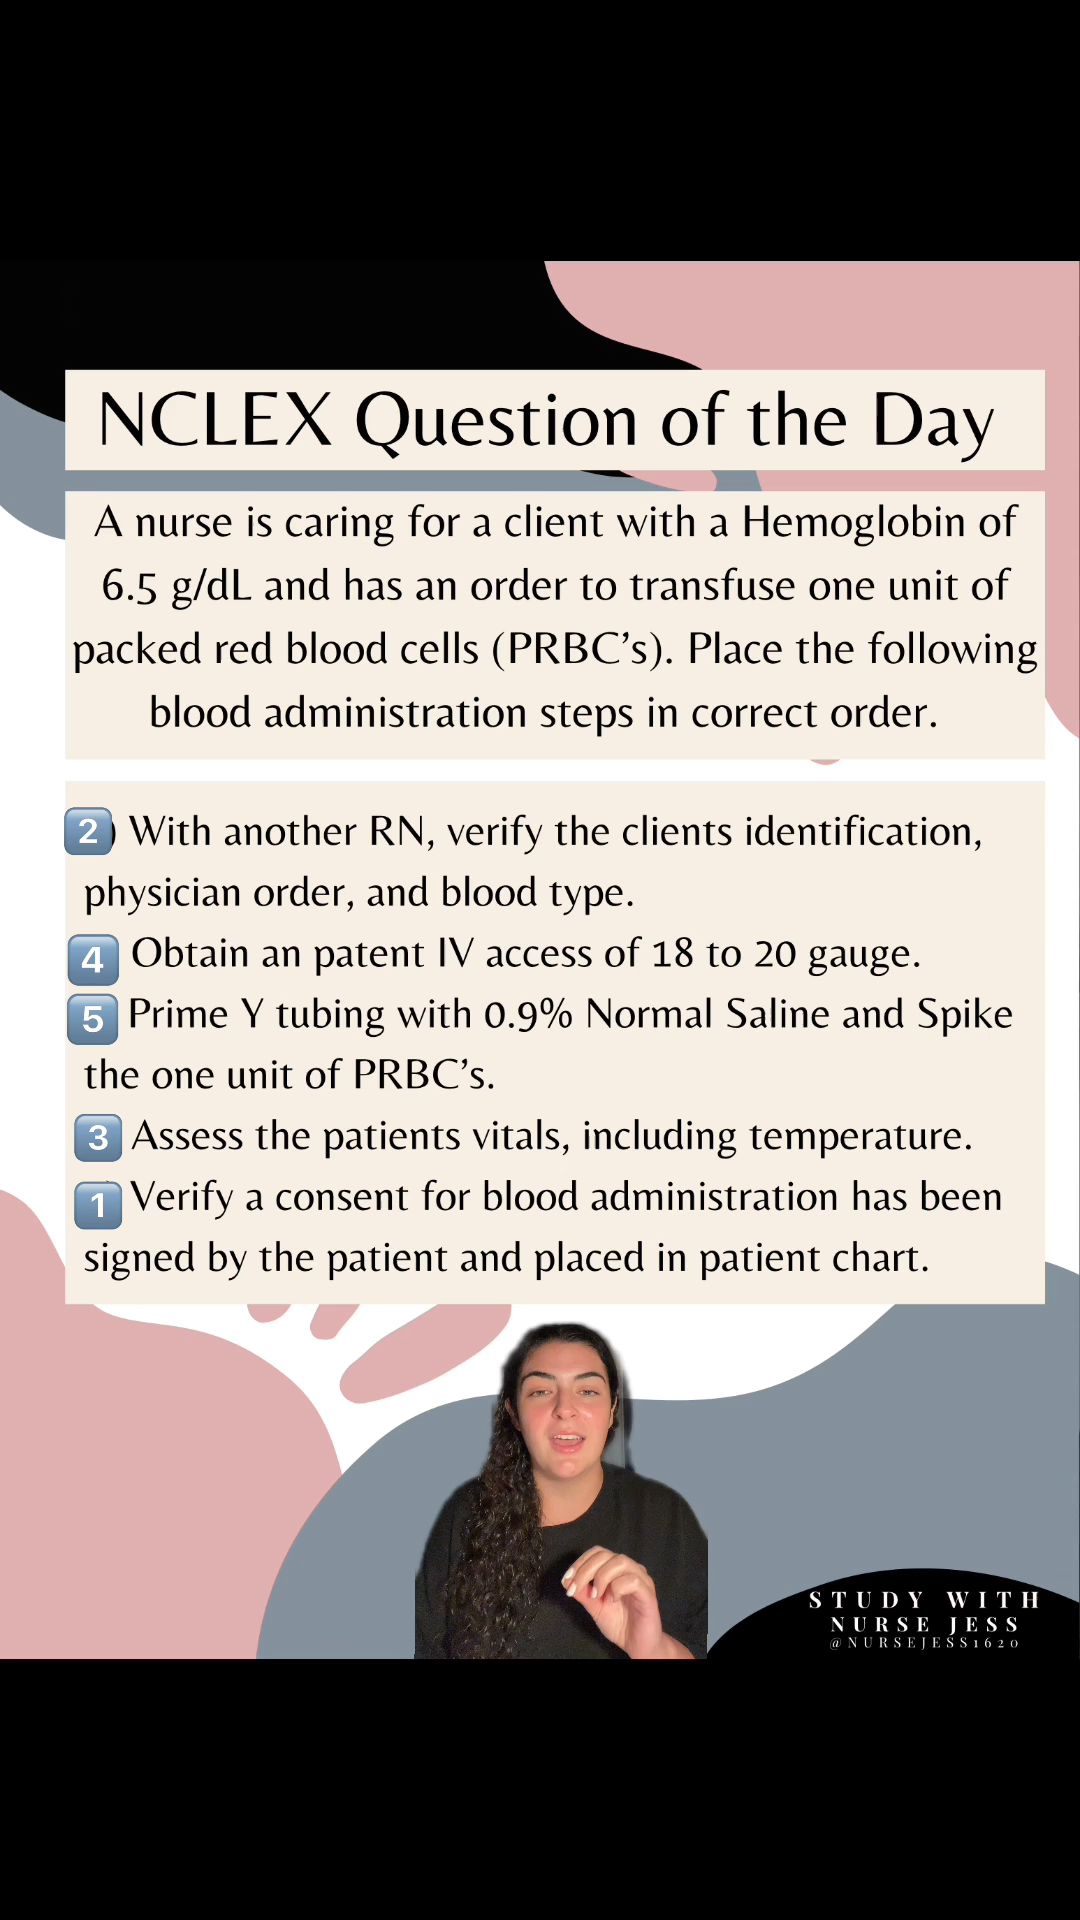 NCLEX Question of the Day
A nurse is caring for a client with a Hemoglobin of
6.5 g/dL and has an order to transfuse one unit of
packed red blood cells (PRBC’s). Place the following
blood administration steps in correct order.
2 ) With another RN, verify the clients identification,
physician order, and blood type.
4 Obtain an patent IV access of 18 to 20 gauge.
5 Prime Y tubing with 0.9% Normal Saline and Spike
the one unit of PRBC’s.
3 Assess the patients vitals, including temperature.
1 Verify a consent for blood administration has been
signed by the patient and placed in patient chart.
STUDY WITH
NURSE JESS
@NURSEJESS1620